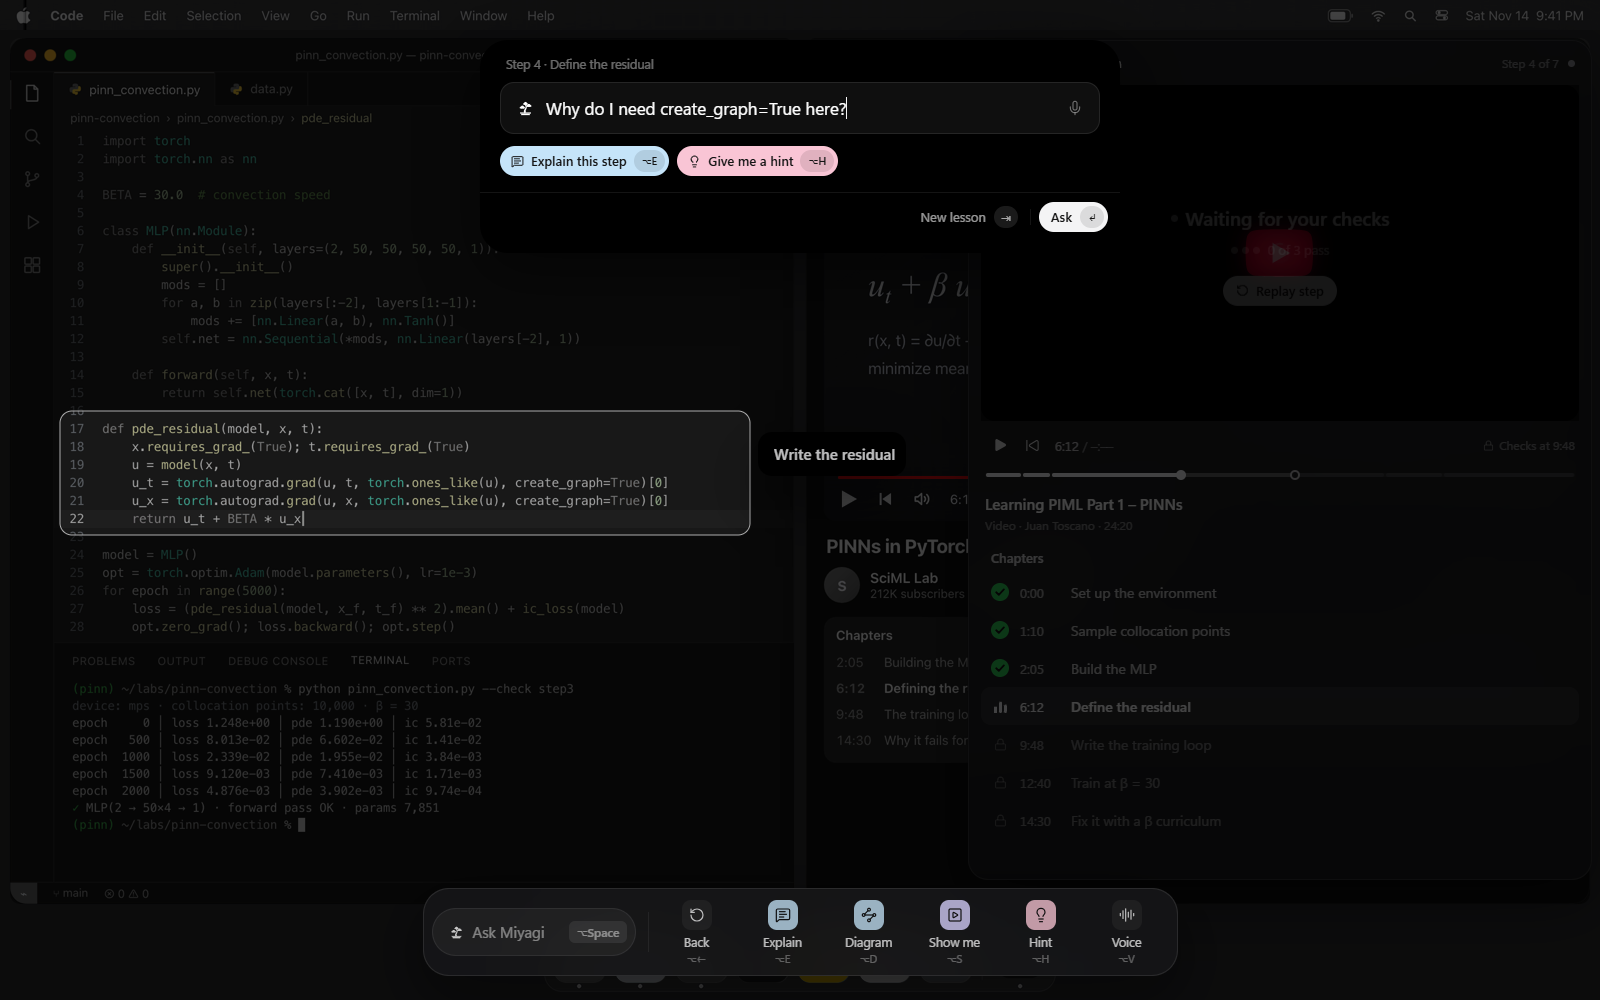 Code File Edit Selection View Go Run Terminal Window Help
Sat Nov 14 9:41 PM
pinn_convection.py — pinn-conve
pinn_convection.py
data.py
pinn-convection › pinn_convection.py › pde_residual
1 import torch
2 import torch.nn as nn
3
4 BETA = 30.0 # convection speed
5
6 class MLP(nn.Module):
7 def __init__(self, layers=(2, 50, 50, 50, 50, 1)):
8 super().__init__()
9 mods = []
10 for a, b in zip(layers[:-2], layers[1:-1]):
11 mods += [nn.Linear(a, b), nn.Tanh()]
12 self.net = nn.Sequential(*mods, nn.Linear(layers[-2], 1))
13
14 def forward(self, x, t):
15 return self.net(torch.cat([x, t], dim=1))
16
17 def pde_residual(model, x, t):
18 x.requires_grad_(True); t.requires_grad_(True)
19 u = model(x, t)
20 u_t = torch.autograd.grad(u, t, torch.ones_like(u), create_graph=True)[0]
21 u_x = torch.autograd.grad(u, x, torch.ones_like(u), create_graph=True)[0]
22 return u_t + BETA * u_x
23
24 model = MLP()
25 opt = torch.optim.Adam(model.parameters(), lr=1e-3)
26 for epoch in range(5000):
27 loss = (pde_residual(model, x_f, t_f) ** 2).mean() + ic_loss(model)
28 opt.zero_grad(); loss.backward(); opt.step()
PROBLEMS OUTPUT DEBUG CONSOLE TERMINAL PORTS
(pinn) ~/labs/pinn-convection % python pinn_convection.py --check step3
device: mps · collocation points: 10,000 · β = 30
epoch 0 | loss 1.248e+00 | pde 1.190e+00 | ic 5.81e-02
epoch 500 | loss 8.013e-02 | pde 6.602e-02 | ic 1.41e-02
epoch 1000 | loss 2.339e-02 | pde 1.955e-02 | ic 3.84e-03
epoch 1500 | loss 9.120e-03 | pde 7.410e-03 | ic 1.71e-03
epoch 2000 | loss 4.876e-03 | pde 3.902e-03 | ic 9.74e-04
✓ MLP(2 → 50×4 → 1) · forward pass OK · params 7,851
(pinn) ~/labs/pinn-convection %
main 0 0
Step 4 · Define the residual
Why do I need create_graph=True here?
Explain this step ⌥E
Give me a hint ⌥H
New lesson ⇥
Ask ↵
Write the residual
u_t + β u
r(x, t) = ∂u/∂t
minimize mea
6:1
PINNs in PyTorc
S
SciML Lab
212K subscribers
Chapters
2:05 Building the M
6:12 Defining the r
9:48 The training lo
14:30 Why it fails for
Step 4 of 7
Waiting for your checks
of 3 pass
Replay step
6:12 / –:––
Checks at 9:48
Learning PIML Part 1 – PINNs
Video · Juan Toscano · 24:20
Chapters
0:00 Set up the environment
1:10 Sample collocation points
2:05 Build the MLP
6:12 Define the residual
9:48 Write the training loop
12:40 Train at β = 30
14:30 Fix it with a β curriculum
Ask Miyagi ⌥Space
Back ⌥←
Explain ⌥E
Diagram ⌥D
Show me ⌥S
Hint ⌥H
Voice ⌥V